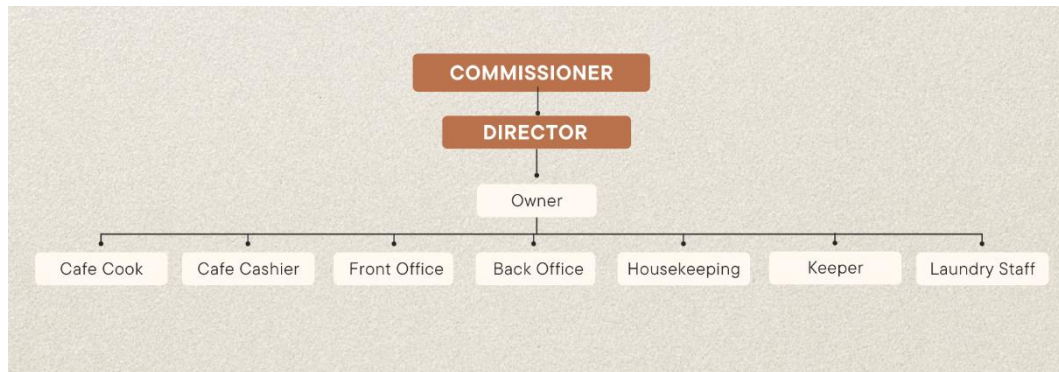 COMMISSIONER
DIRECTOR
Owner
Cafe Cook
Cafe Cashier
Front Office
Back Office
Housekeeping
Keeper
Laundry Staff